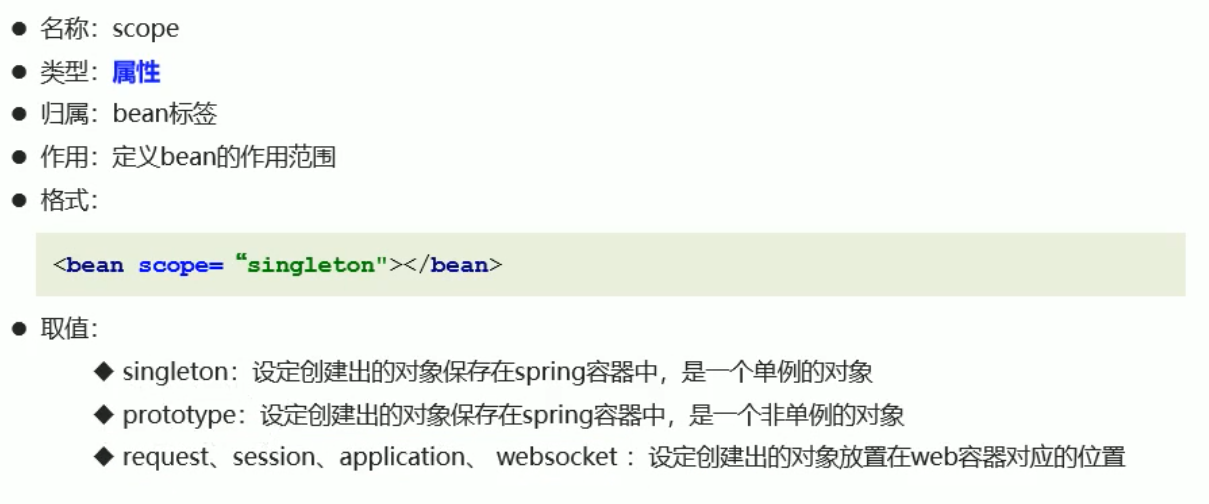 ● 名称：scope
● 类型：属性
● 归属：bean标签
● 作用：定义bean的作用范围
● 格式：
<bean scope=“singleton"></bean>
● 取值：
◆ singleton：设定创建出的对象保存在spring容器中，是一个单例的对象
◆ prototype：设定创建出的对象保存在spring容器中，是一个非单例的对象
◆ request、session、application、 websocket ：设定创建出的对象放置在web容器对应的位置